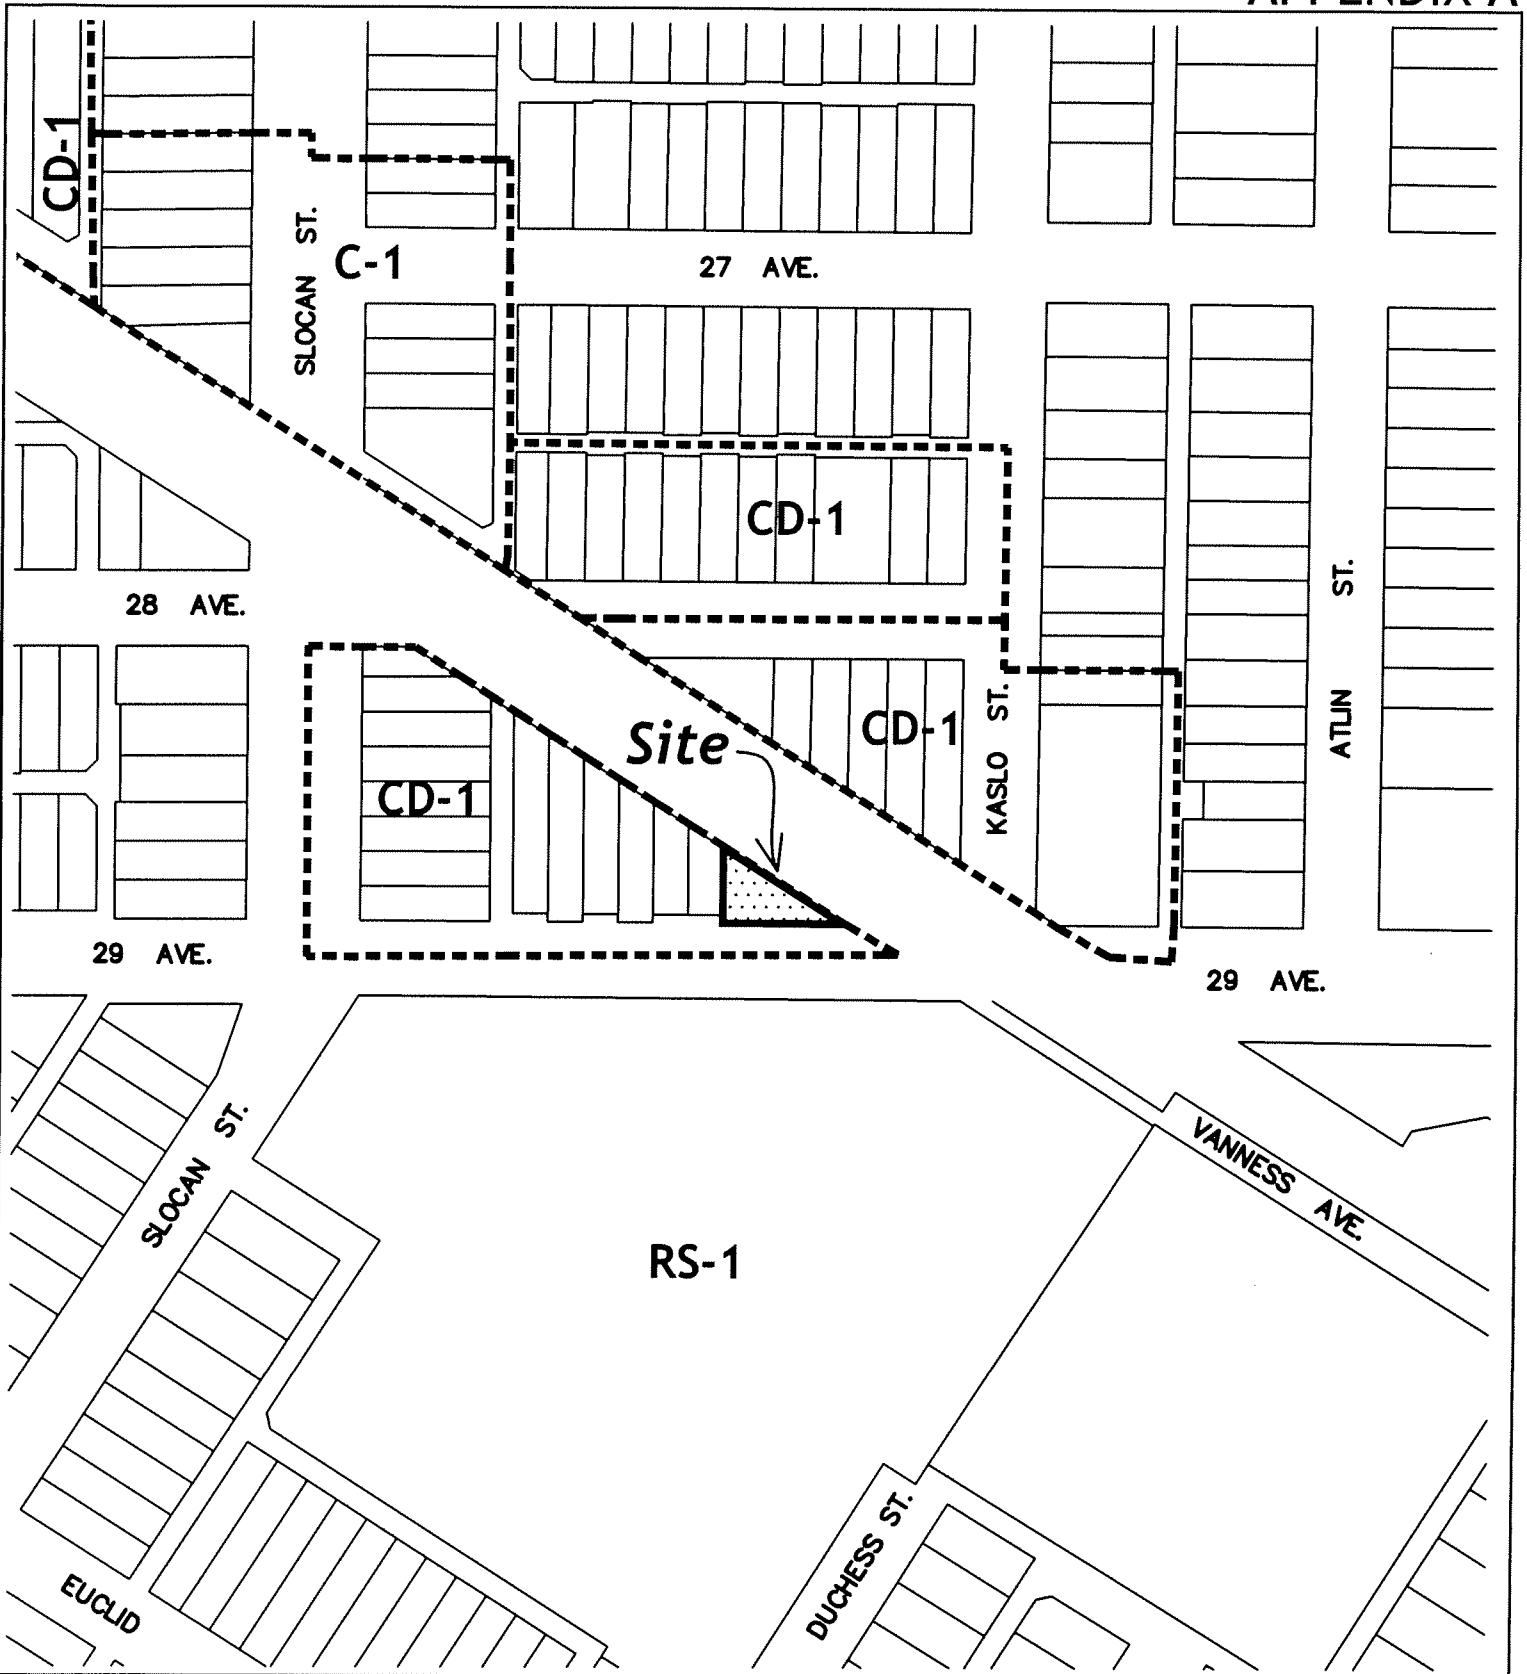 APPENDIX A
CD-1
SLOCAN ST.
C-1
27 AVE.
CD-1
28 AVE.
ATLIN ST.
Site
CD-1
KASLO ST.
CD-1
29 AVE.
29 AVE.
SLOCAN ST.
VANNESS AVE.
RS-1
DUCHESS ST.
EUCLID